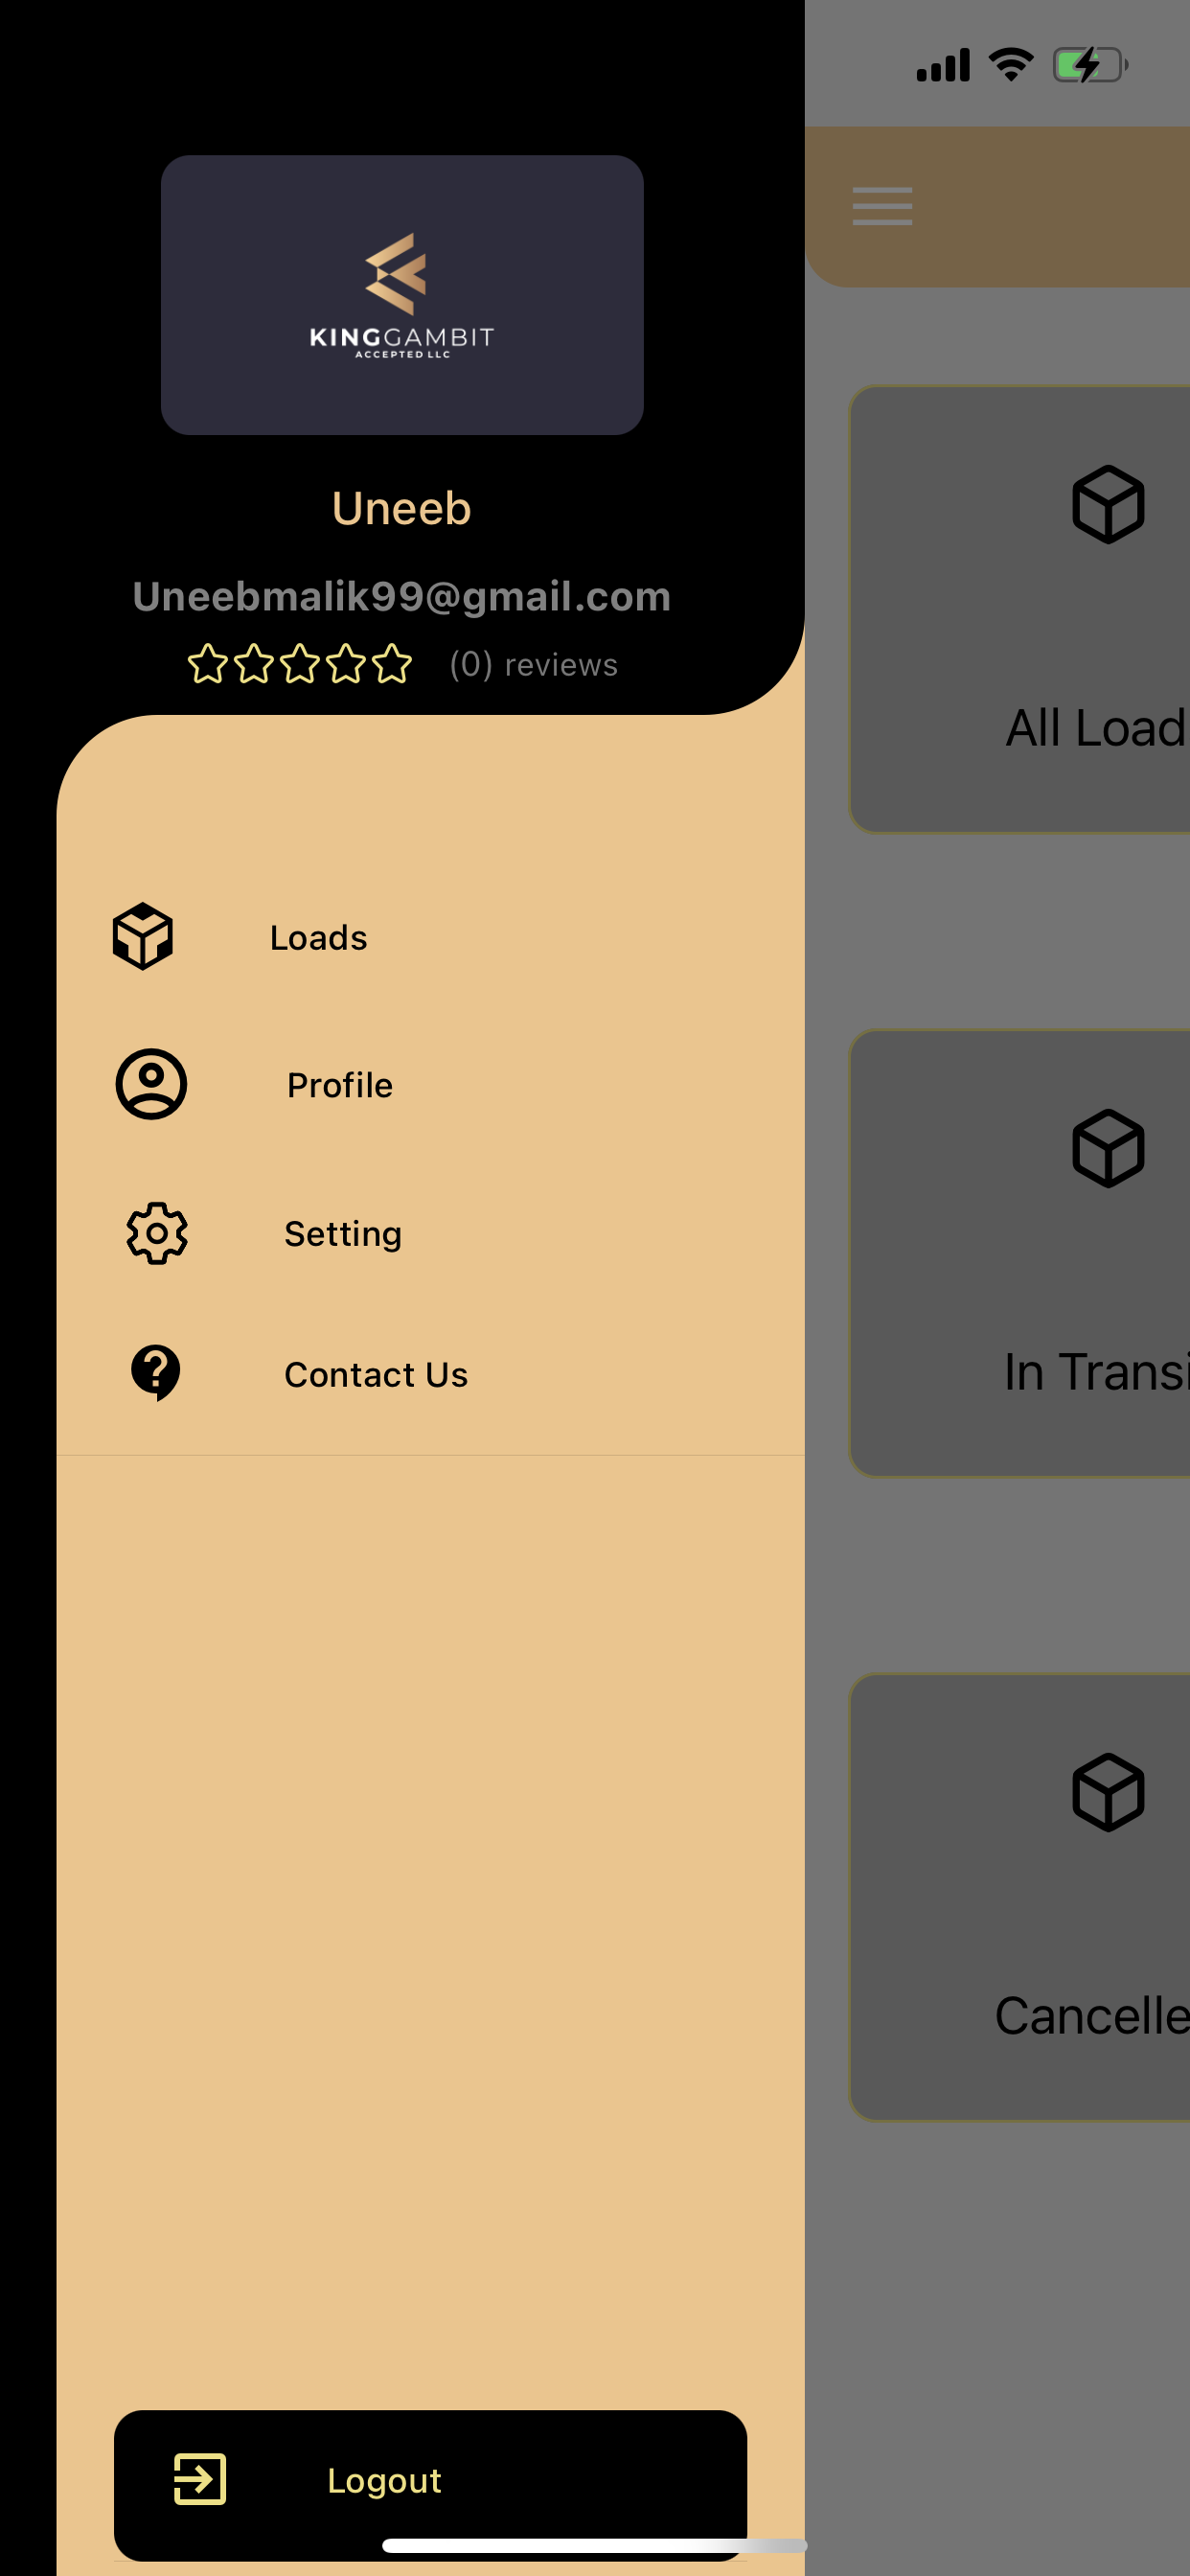 KINGGAMBIT
ACCEPTED LLC
Uneeb
Uneebmalik99@gmail.com
(0) reviews
Loads
Profile
Setting
Contact Us
Logout
All Load
In Transi
Cancelle